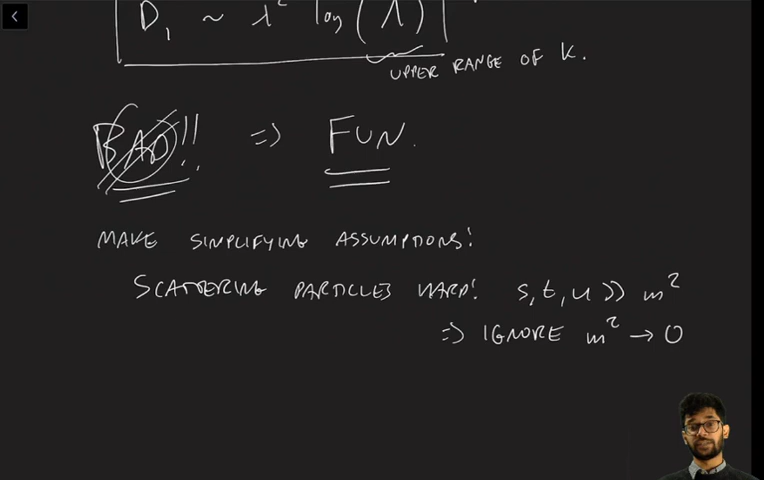 D₁ ~ λ² log(Λ)
UPPER RANGE OF K.
BAD!! => FUN.
MAKE SIMPLIFYING ASSUMPTIONS!
SCATTERING PARTICLES HARD! s, t, u >> m²
=> IGNORE m² → 0